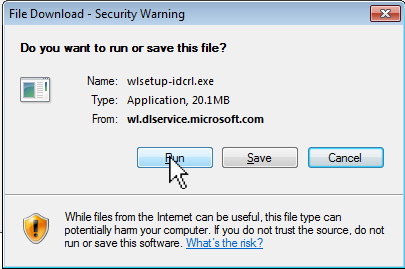 File Download - Security Warning
Do you want to run or save this file?
Name: wlsetup-idcrl.exe
Type: Application, 20.1MB
From: wl.dlservice.microsoft.com
Run Save Cancel
While files from the Internet can be useful, this file type can
potentially harm your computer. If you do not trust the source, do not
run or save this software. What's the risk?